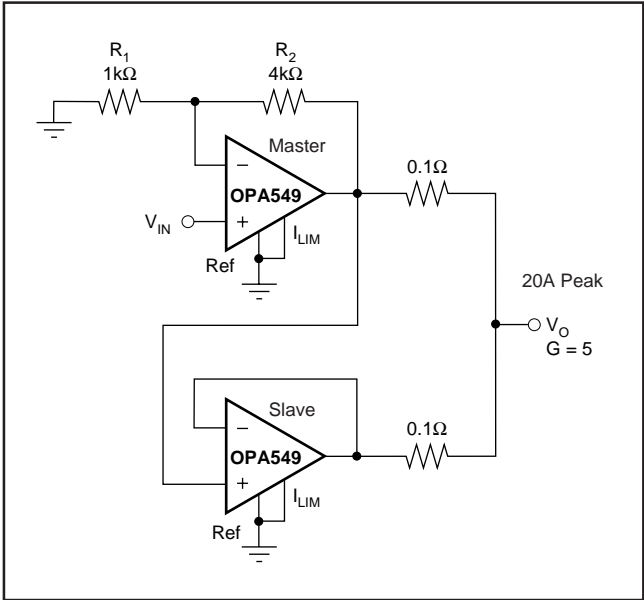 R1
1kΩ
R2
4kΩ
Master
−
OPA549
+
VIN
ILIM
Ref
0.1Ω
20A Peak
VO
G = 5
Slave
−
OPA549
+
ILIM
Ref
0.1Ω